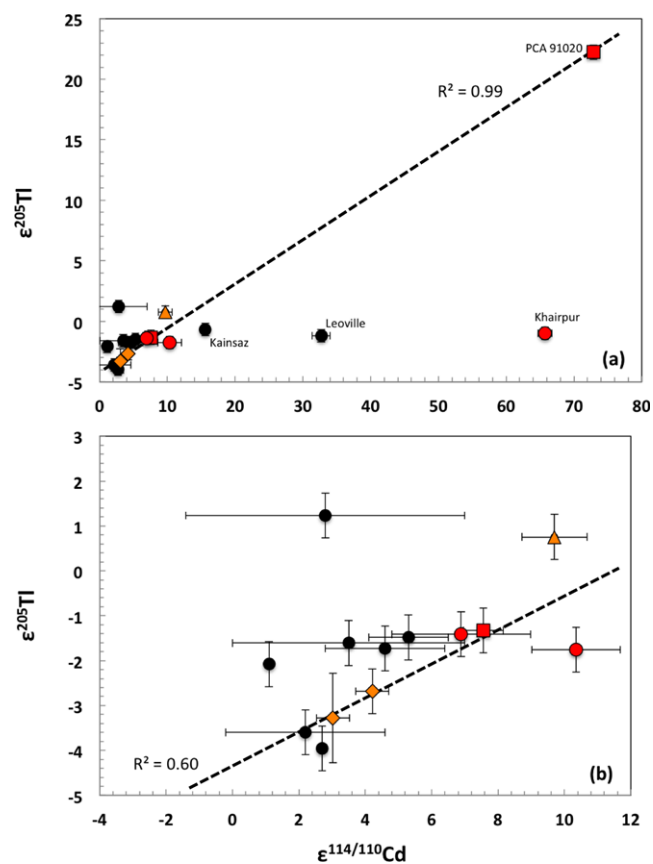 25
20
15
10
5
0
-5
ε²⁰⁵Tl
PCA 91020
R² = 0.99
Kainsaz
Leoville
Khairpur
(a)
0 10 20 30 40 50 60 70 80
3
2
1
0
-1
-2
-3
-4
-5
ε²⁰⁵Tl
R² = 0.60
(b)
-4 -2 0 2 4 6 8 10 12
ε¹¹⁴/¹¹⁰Cd